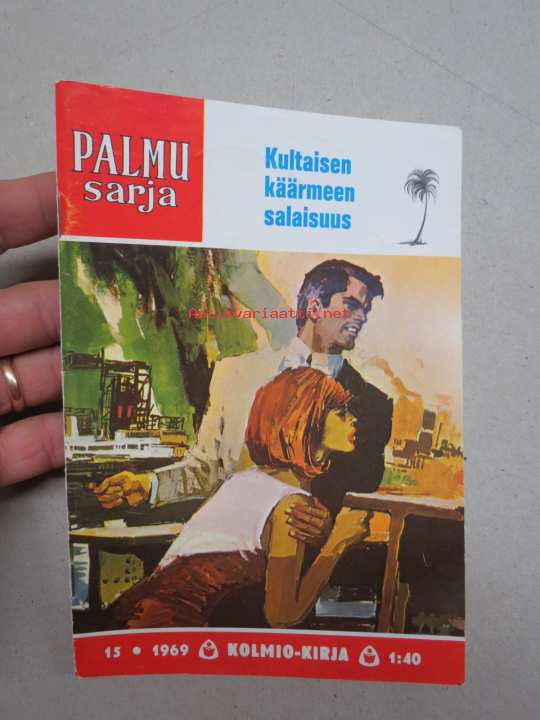 PALMU
sarja
Kultaisen
käärmeen
salaisuus
Antikvariaatti.net
15 • 1969 KOLMIO-KIRJA 1:40